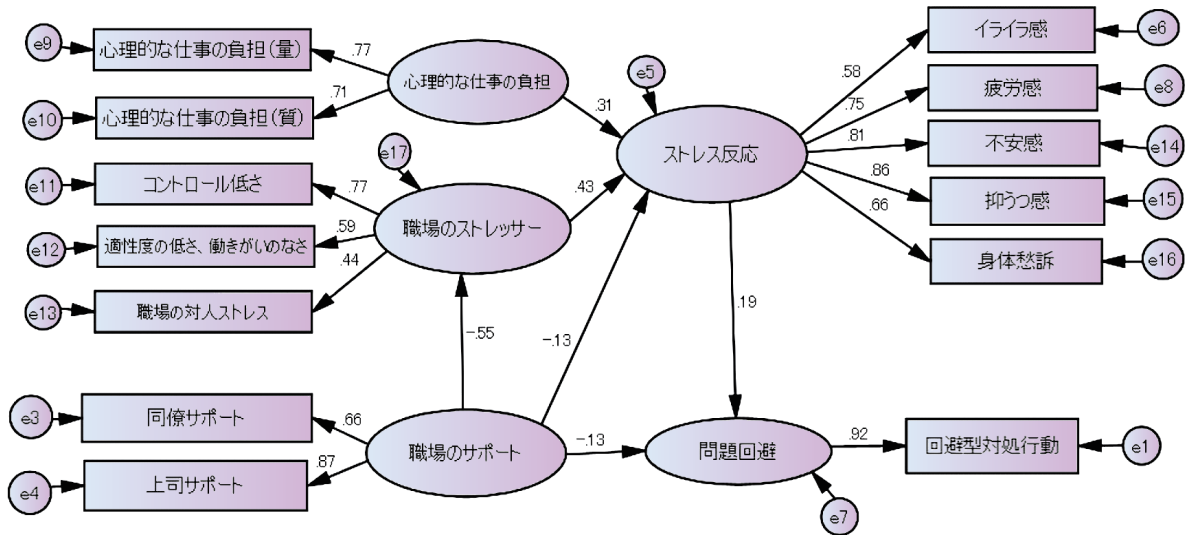 e9
心理的な仕事の負担(量)
.77
心理的な仕事の負担
e10
心理的な仕事の負担(質)
.71
.31
e5
ストレス反応
e17
e11
コントロール低さ
.77
職場のストレッサー
.43
e12
適性度の低さ、働きがいのなさ
.59
e13
職場の対人ストレス
.44
-.55
-.13
.19
e3
同僚サポート
.66
職場のサポート
e4
上司サポート
.87
-.13
問題回避
e7
.92
回避型対処行動
e1
.58
イライラ感
e6
.75
疲労感
e8
.81
不安感
e14
.86
抑うつ感
e15
.66
身体愁訴
e16